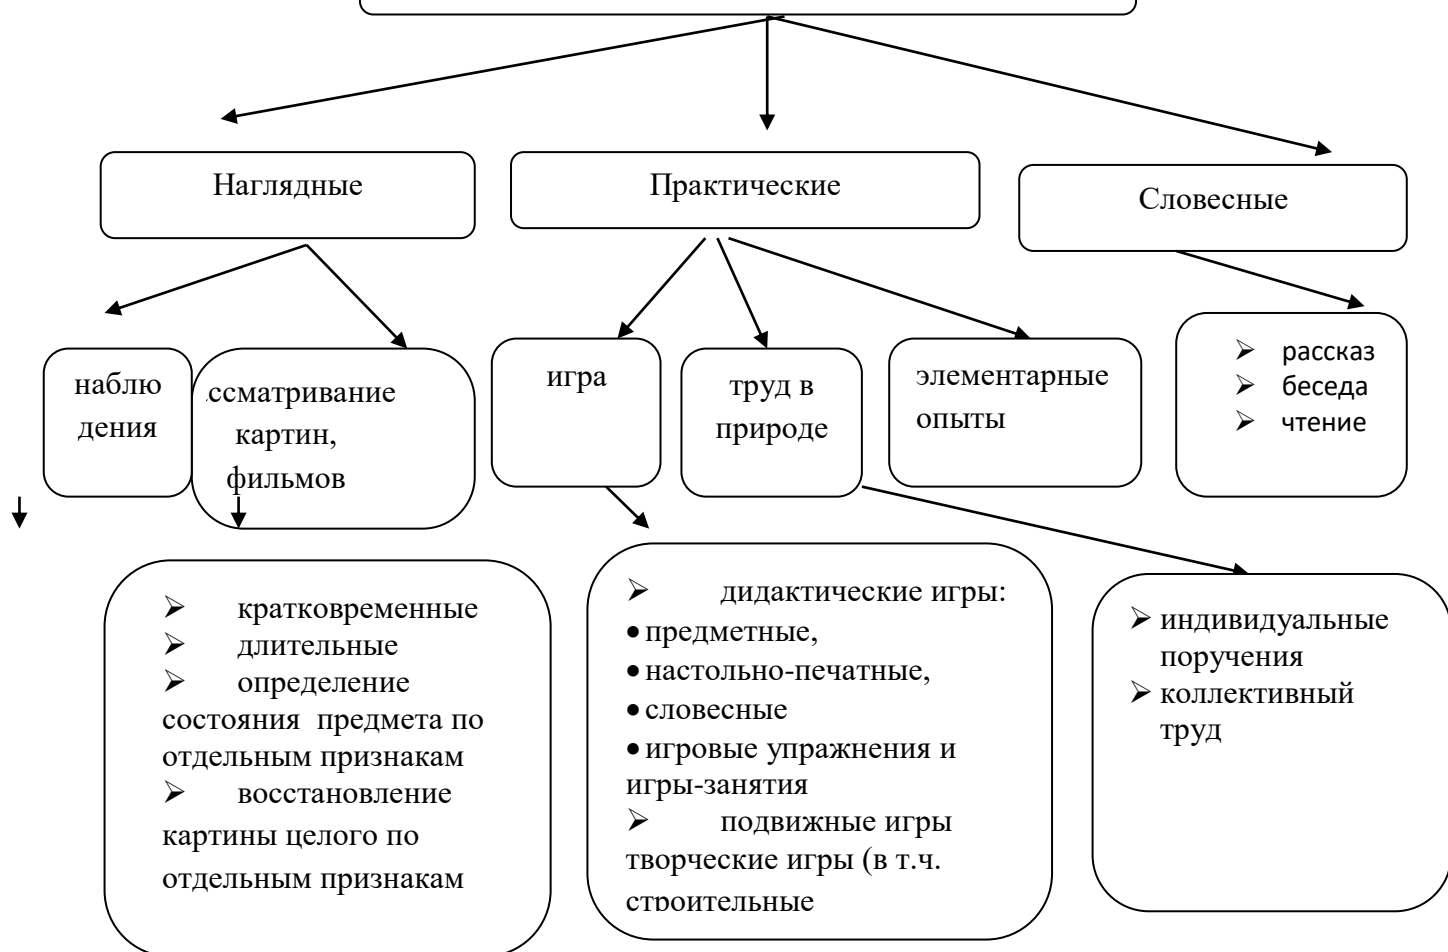 Наглядные
Практические
Словесные
наблю
дения
ссматривание
картин,
фильмов
игра
труд в
природе
элементарные
опыты
➢ рассказ
➢ беседа
➢ чтение
➢ кратковременные
➢ длительные
➢ определение
состояния предмета по
отдельным признакам
➢ восстановление
картины целого по
отдельным признакам
➢ дидактические игры:
• предметные,
• настольно-печатные,
• словесные
• игровые упражнения и
игры-занятия
➢ подвижные игры
творческие игры (в т.ч.
строительные
➢ индивидуальные
поручения
➢ коллективный
труд